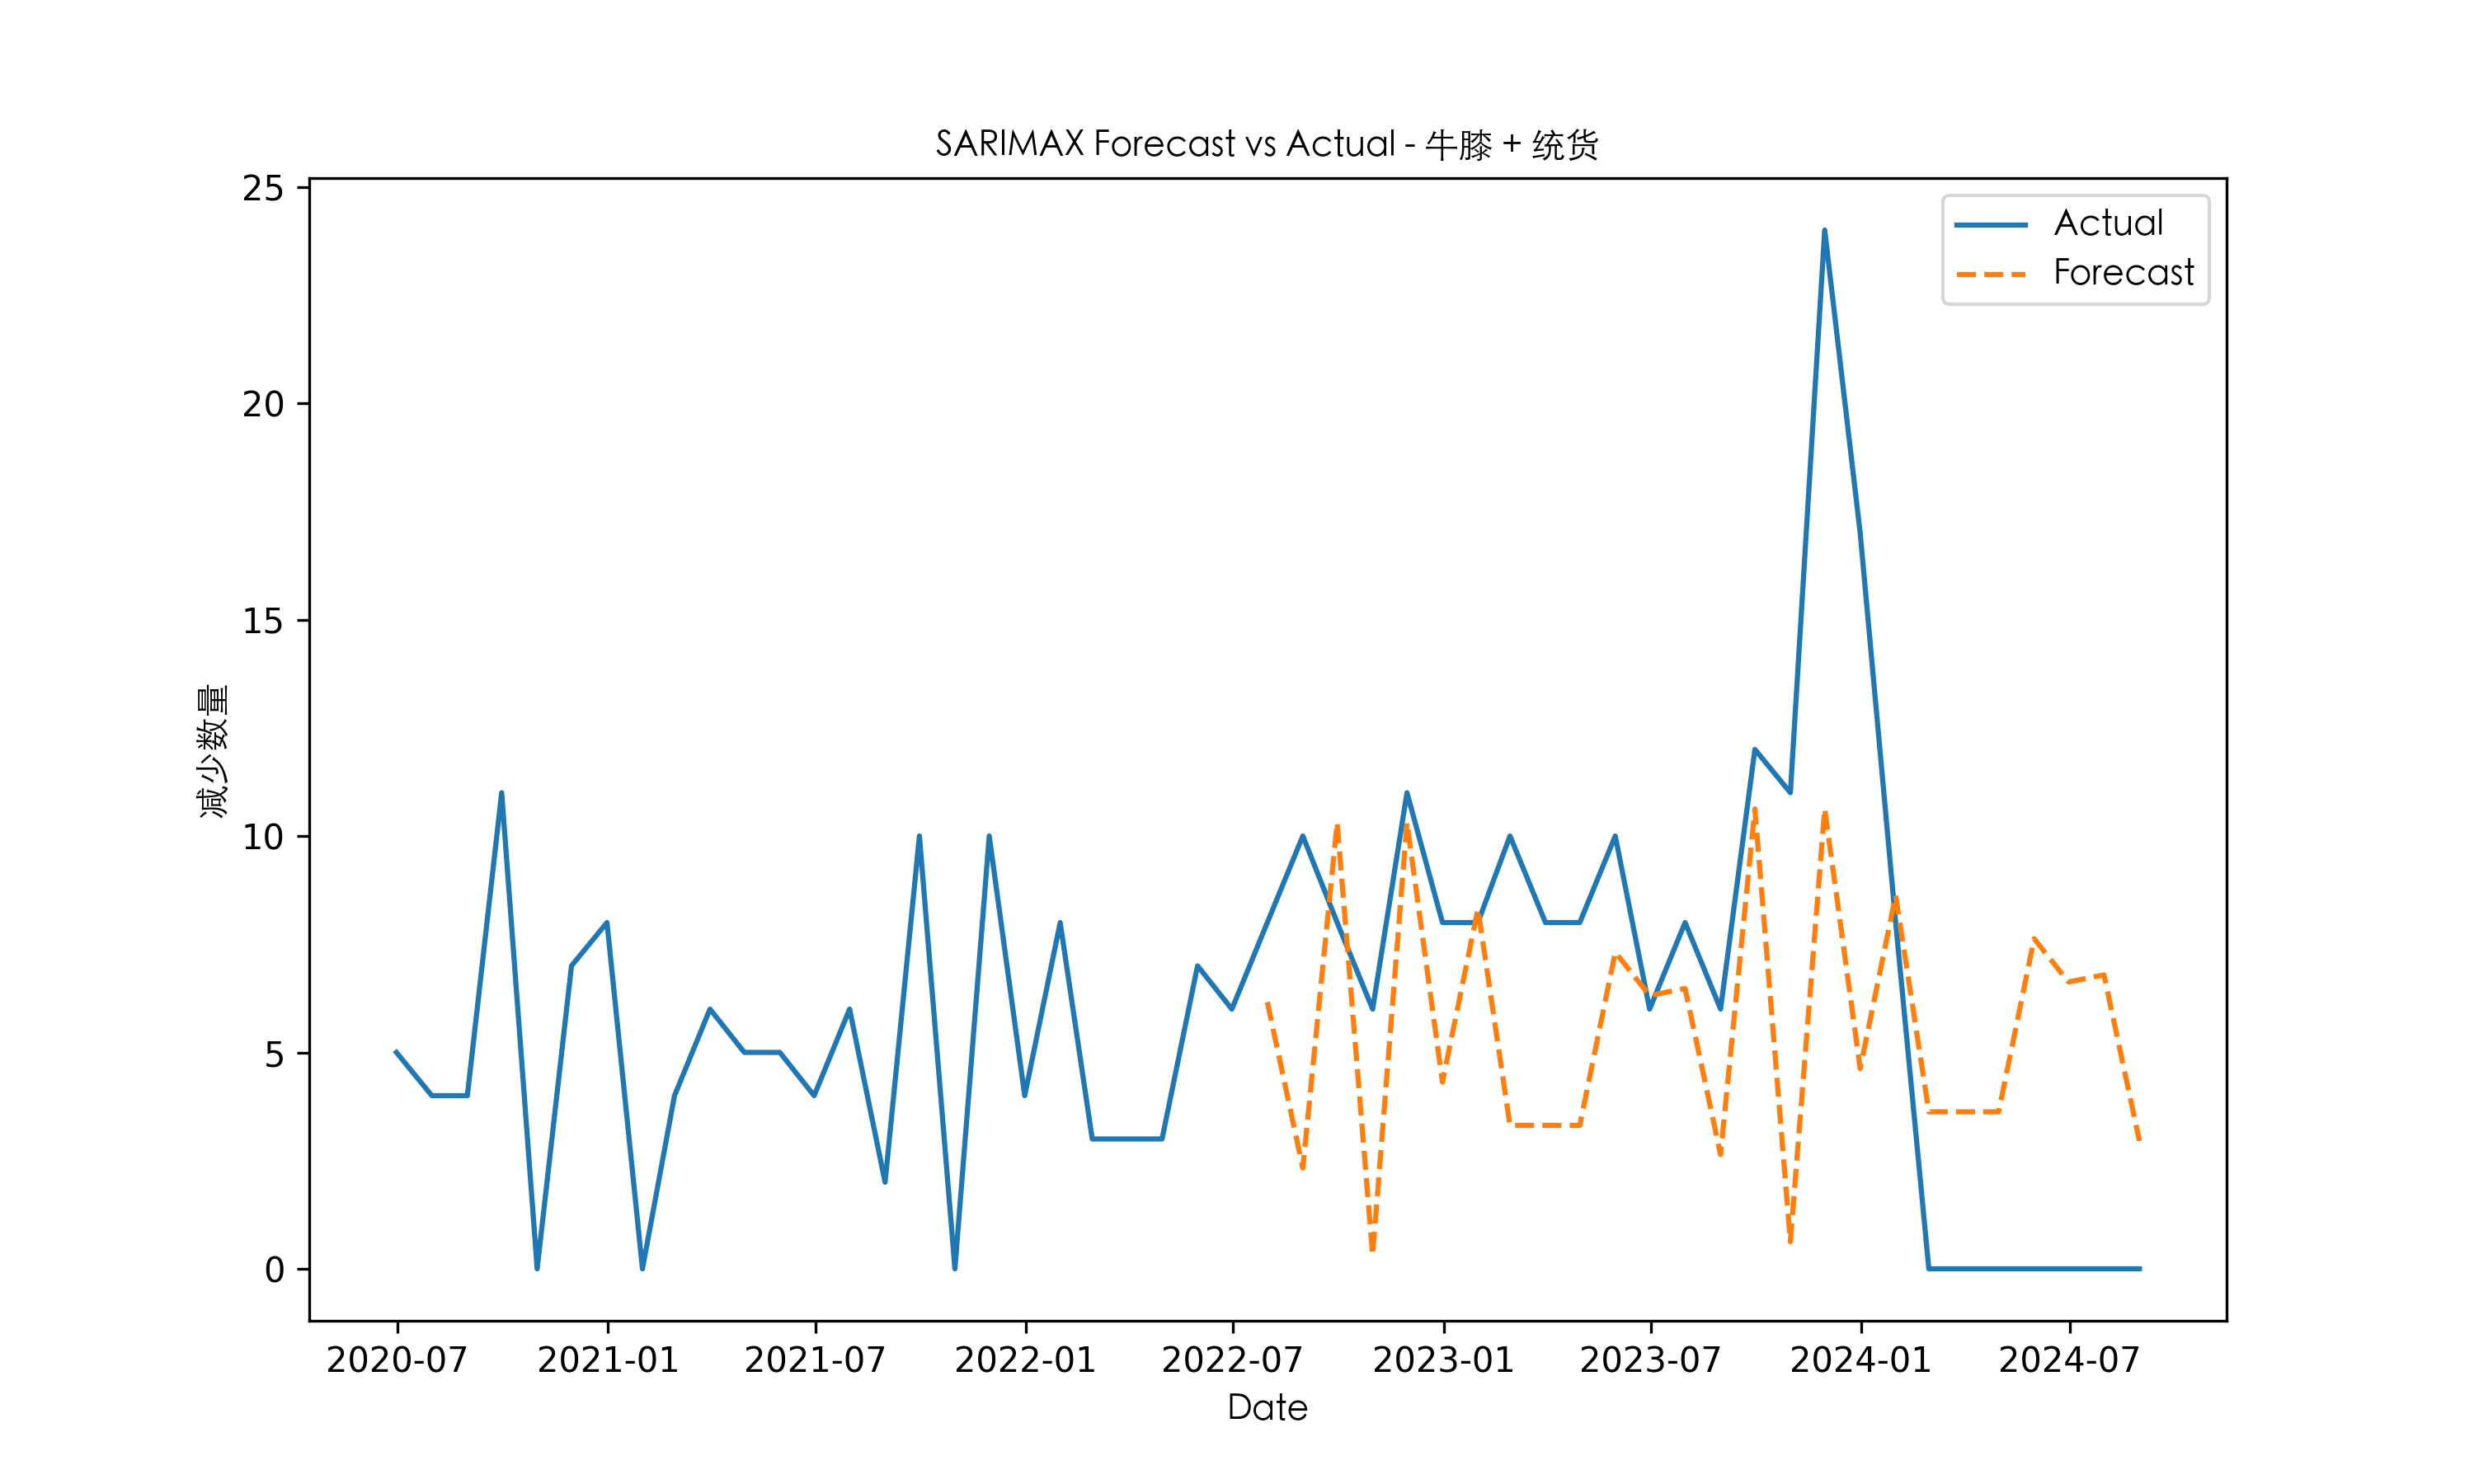 SARIMAX Forecast vs Actual - 牛膝 + 统货
Actual
Forecast
减少数量
25
20
15
10
5
0
2020-07 2021-01 2021-07 2022-01 2022-07 2023-01 2023-07 2024-01 2024-07
Date